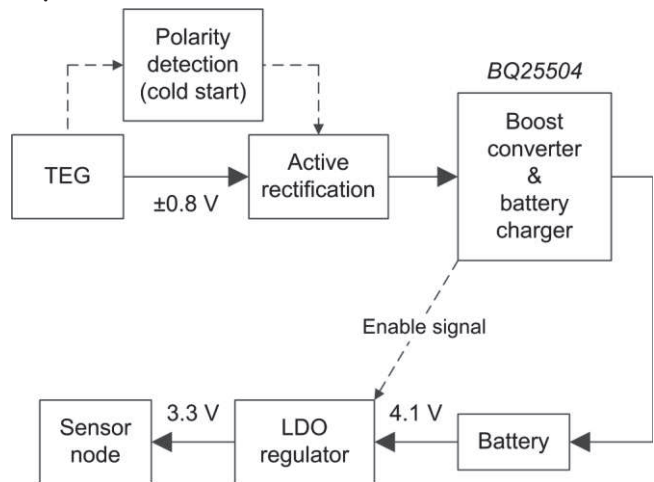 Polarity
detection
(cold start)
BQ25504
TEG
±0.8 V
Active
rectification
Boost
converter
&
battery
charger
Enable signal
Sensor
node
3.3 V
LDO
regulator
4.1 V
Battery